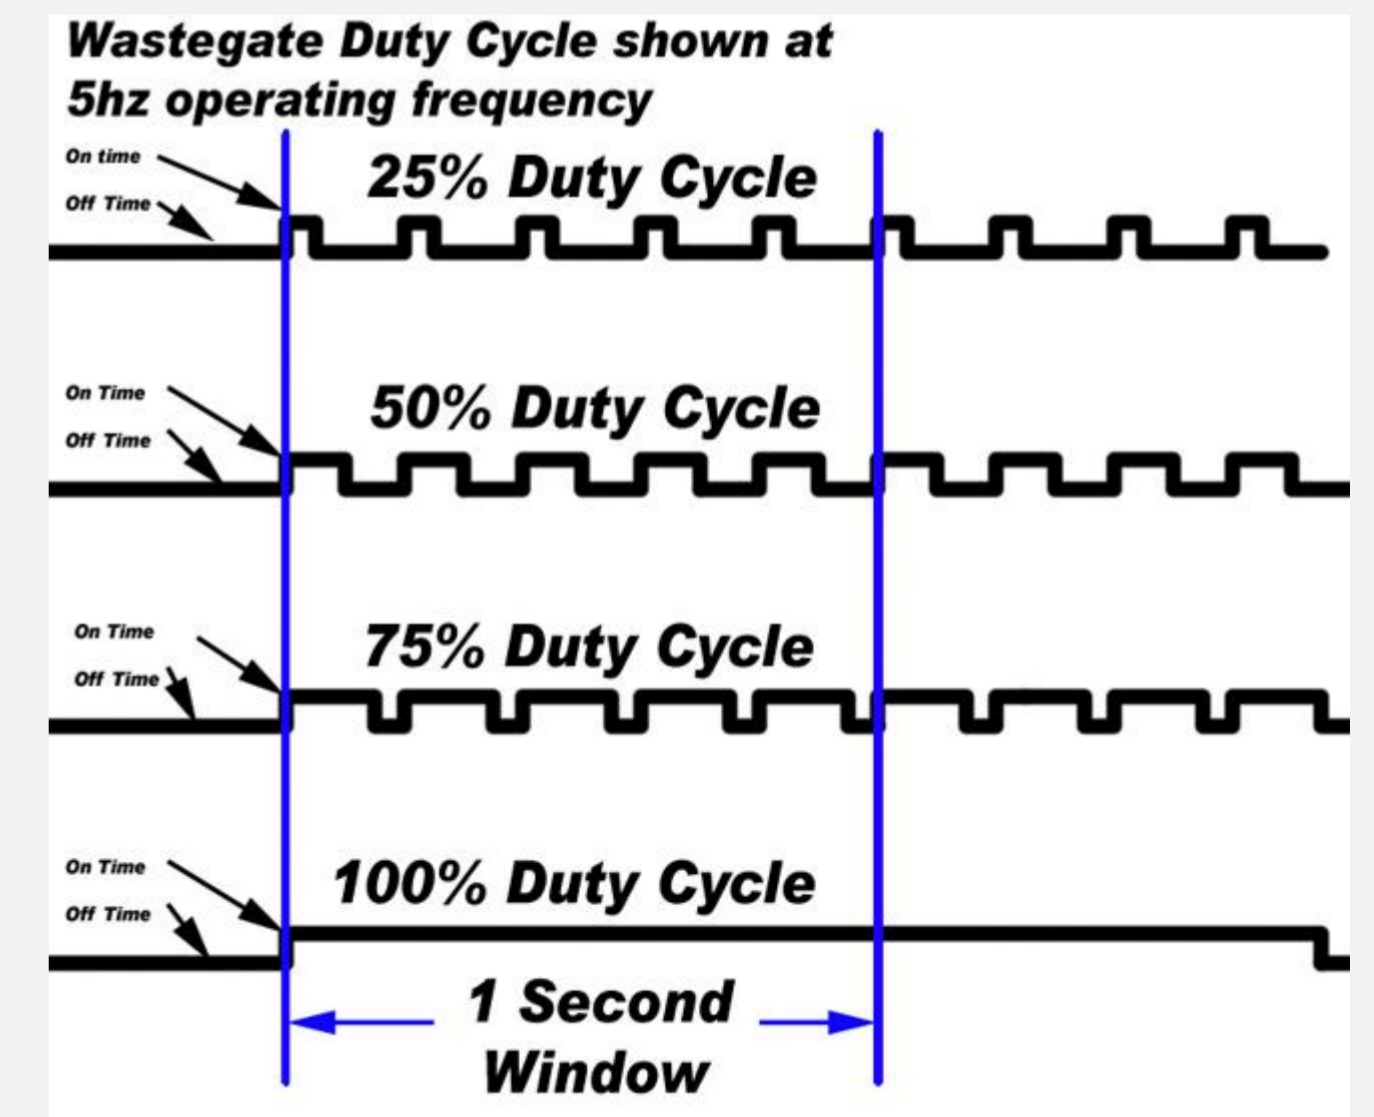 Wastegate Duty Cycle shown at
5hz operating frequency
On time
Off Time
25% Duty Cycle
On Time
Off Time
50% Duty Cycle
On Time
Off Time
75% Duty Cycle
On Time
Off Time
100% Duty Cycle
1 Second
Window